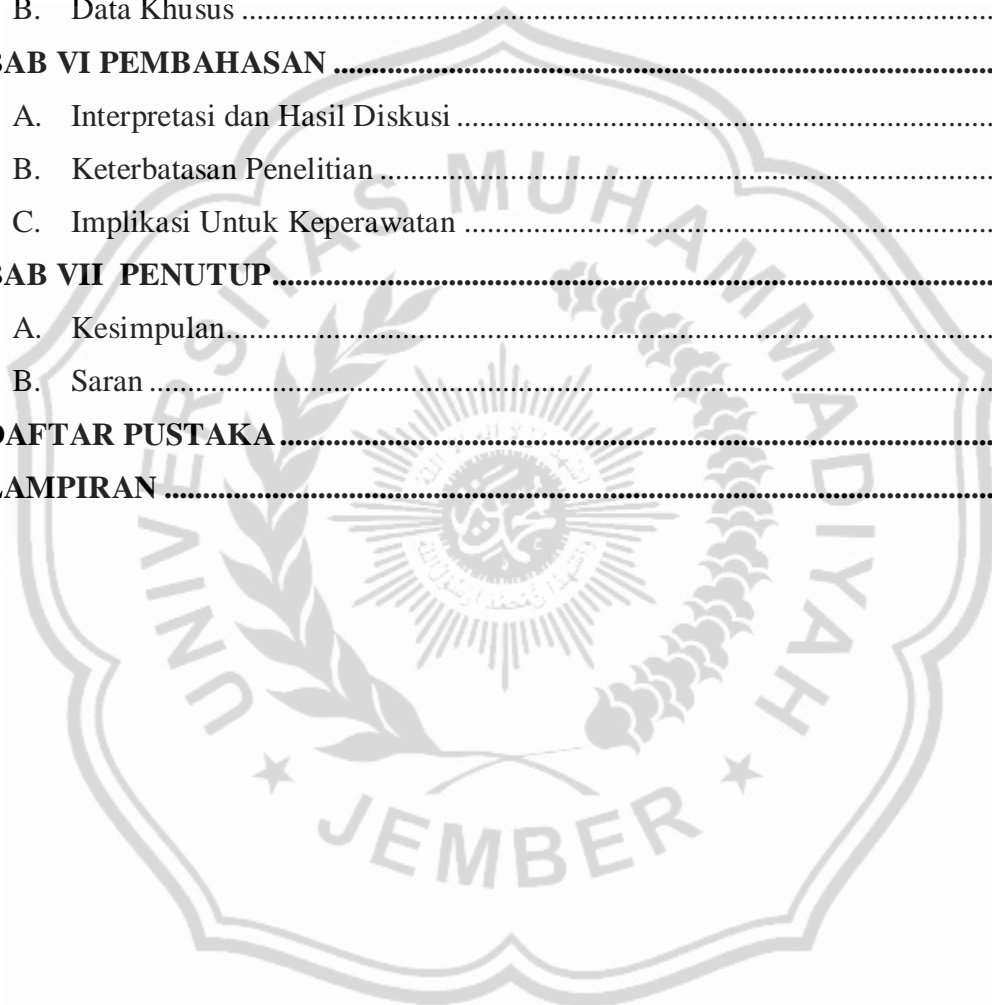 B. Data Khusus ........................................................................................................
BAB VI PEMBAHASAN ........................................................................................
A. Interpretasi dan Hasil Diskusi ........................................................................
B. Keterbatasan Penelitian ..................................................................................
C. Implikasi Untuk Keperawatan .......................................................................
BAB VII PENUTUP................................................................................................
A. Kesimpulan.....................................................................................................
B. Saran ...............................................................................................................
DAFTAR PUSTAKA ..............................................................................................
LAMPIRAN .............................................................................................................
UNIVERSITAS MUHAMMADIYAH
JEMBER